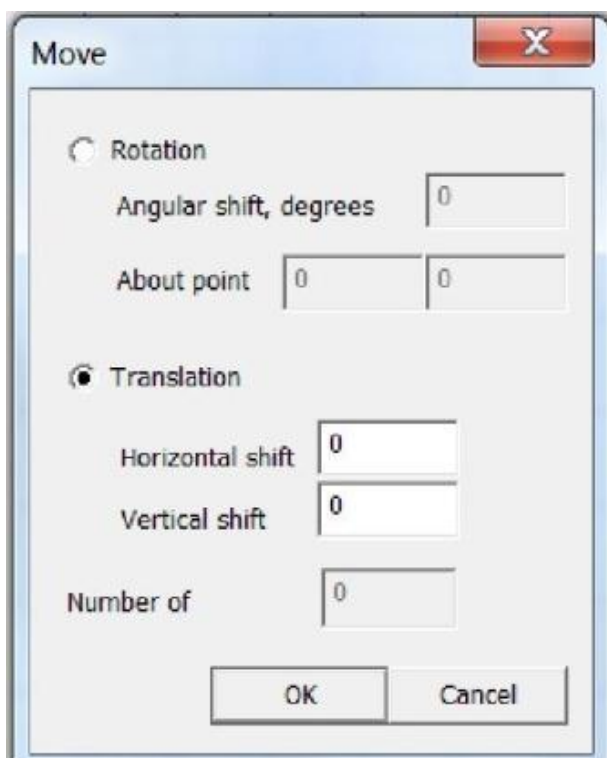 Move
Rotation
Angular shift, degrees 0
About point 0 0
Translation
Horizontal shift 0
Vertical shift 0
Number of 0
OK Cancel